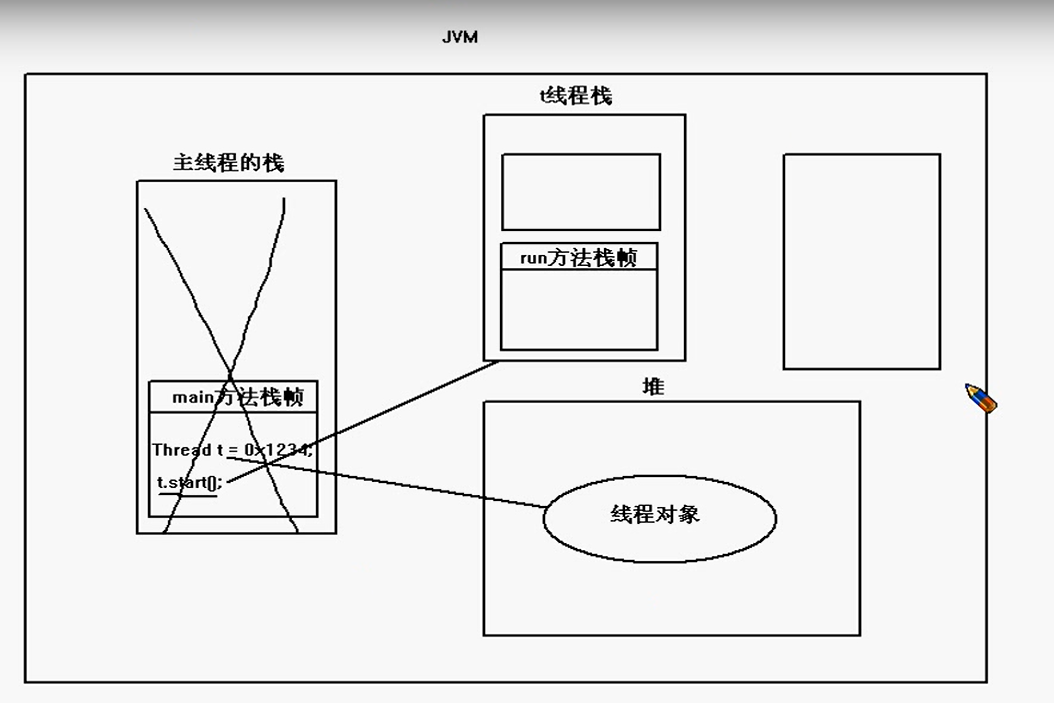 JVM
t线程栈
主线程的栈
run方法栈帧
堆
main方法栈帧
Thread t = 0x1234;
t.start();
线程对象